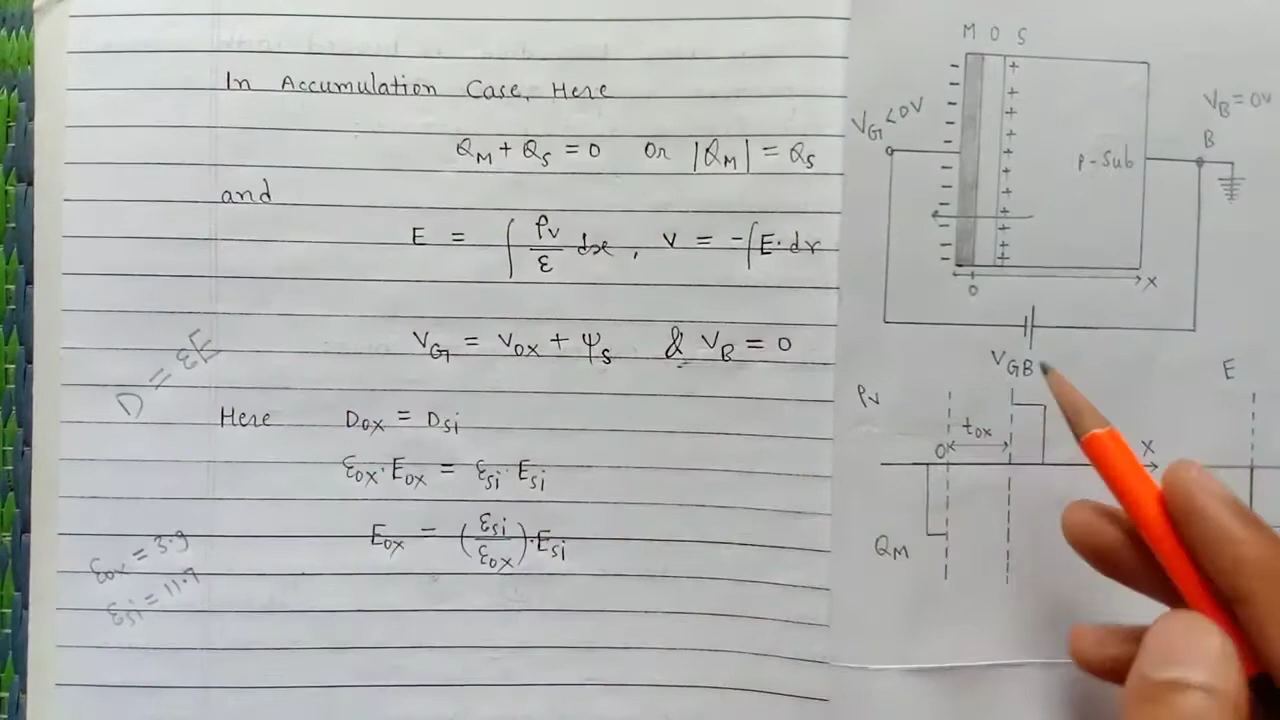 In Accumulation Case, Here
Q_M + Q_S = 0 or |Q_M| = Q_S
and
E = ∫ ρ_v/ε dx, V = -∫E·dr
V_G = V_ox + ψ_s & V_B = 0
D = εE
Here D_ox = D_si
ε_ox·E_ox = ε_si·E_si
E_ox = (ε_si/ε_ox)·E_si
ε_ox = 3.9
ε_si = 11.7
M O S
V_G < 0V
V_B = 0V
B
P-Sub
0
X
V_GB
ρ_v
E
t_ox
0
X
Q_M